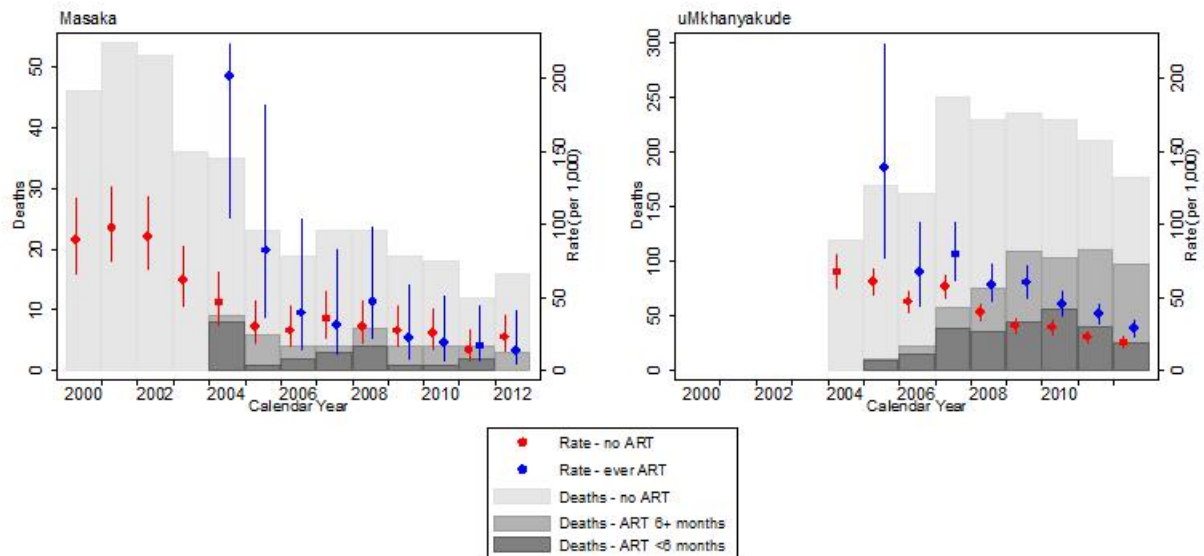 Masaka
50
40
30
20
10
0
Deaths
200
150
100
50
0
Rate (per 1,000)
2000 2002 2004 2006 2008 2010 2012
Calendar Year
uMkhanyakude
300
250
200
150
100
50
0
Deaths
200
150
100
50
0
Rate (per 1,000)
2000 2002 2004 2006 2008 2010
Calendar Year
Rate - no ART
Rate - ever ART
Deaths - no ART
Deaths - ART 6+ months
Deaths - ART <6 months